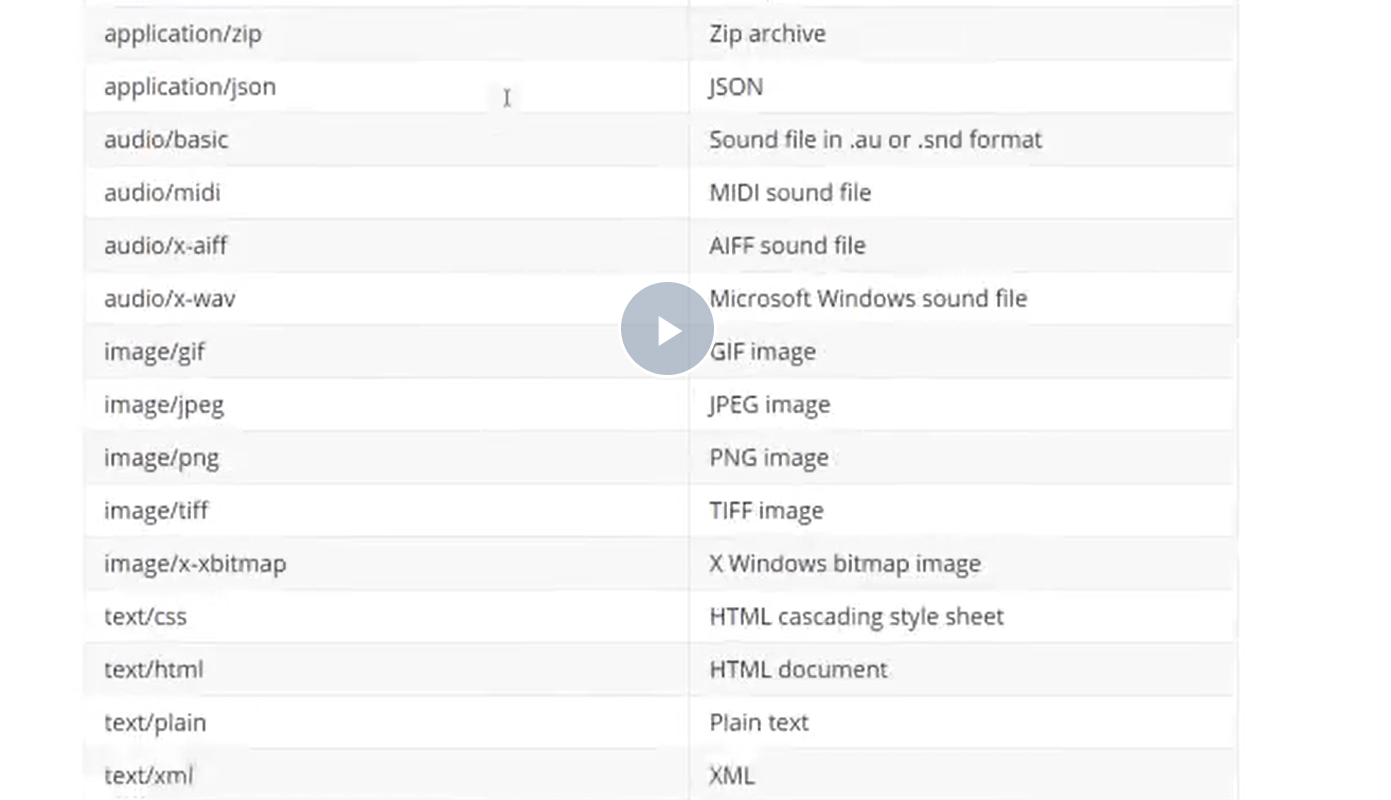 application/zip Zip archive
application/json JSON
audio/basic Sound file in .au or .snd format
audio/midi MIDI sound file
audio/x-aiff AIFF sound file
audio/x-wav Microsoft Windows sound file
image/gif GIF image
image/jpeg JPEG image
image/png PNG image
image/tiff TIFF image
image/x-xbitmap X Windows bitmap image
text/css HTML cascading style sheet
text/html HTML document
text/plain Plain text
text/xml XML